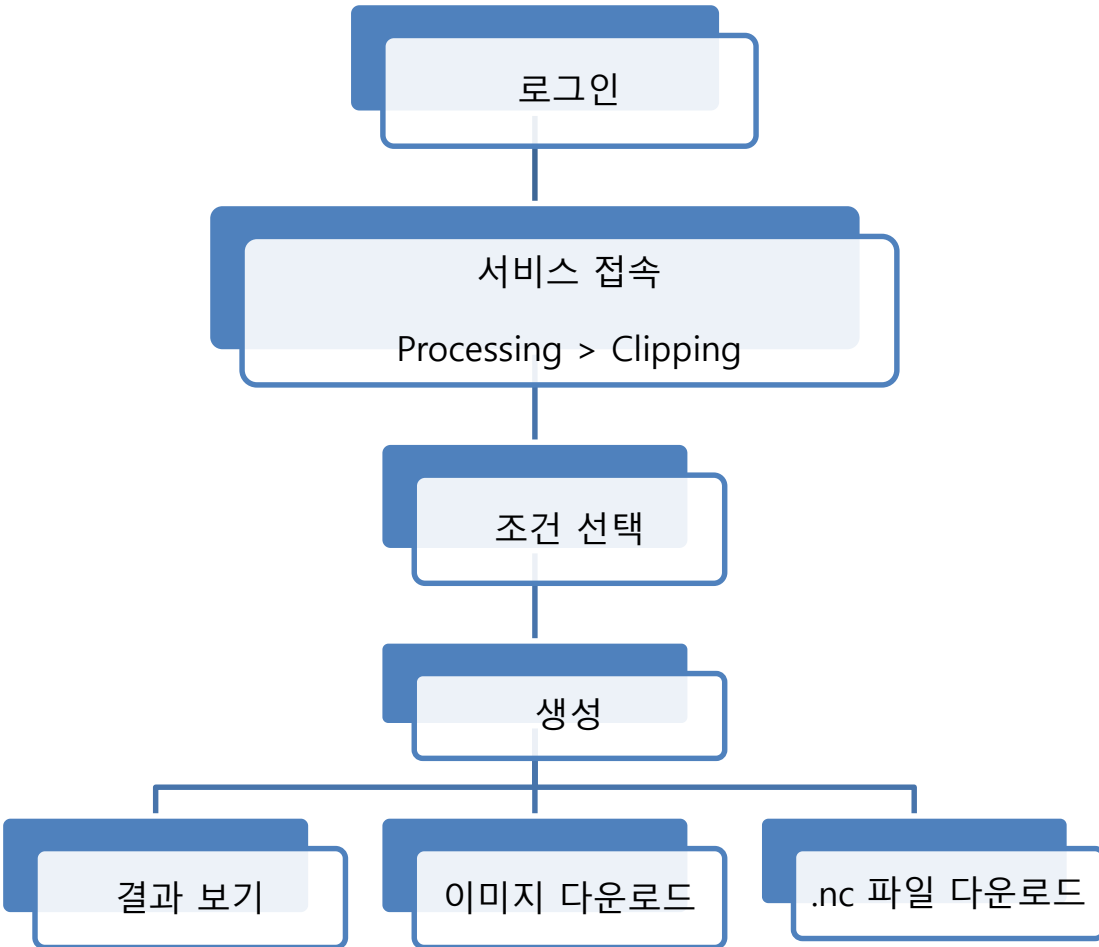 로그인
서비스 접속
Processing > Clipping
조건 선택
생성
결과 보기
이미지 다운로드
.nc 파일 다운로드